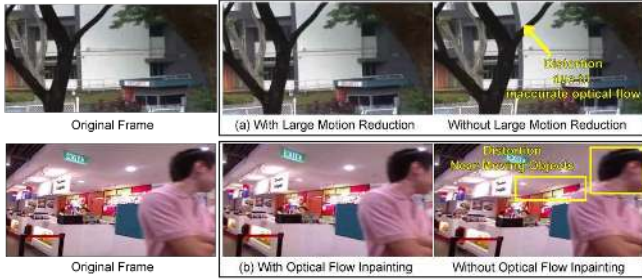 Distortion
due to
inaccurate optical flow
Original Frame
(a) With Large Motion Reduction
Without Large Motion Reduction
EXIT
Distortion
Near Moving Objects
Original Frame
(b) With Optical Flow Inpainting
Without Optical Flow Inpainting